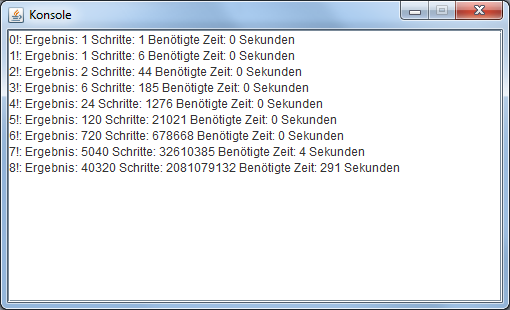 Konsole
0!: Ergebnis: 1 Schritte: 1 Benötigte Zeit: 0 Sekunden
1!: Ergebnis: 1 Schritte: 6 Benötigte Zeit: 0 Sekunden
2!: Ergebnis: 2 Schritte: 44 Benötigte Zeit: 0 Sekunden
3!: Ergebnis: 6 Schritte: 185 Benötigte Zeit: 0 Sekunden
4!: Ergebnis: 24 Schritte: 1276 Benötigte Zeit: 0 Sekunden
5!: Ergebnis: 120 Schritte: 21021 Benötigte Zeit: 0 Sekunden
6!: Ergebnis: 720 Schritte: 678668 Benötigte Zeit: 0 Sekunden
7!: Ergebnis: 5040 Schritte: 32610385 Benötigte Zeit: 4 Sekunden
8!: Ergebnis: 40320 Schritte: 2081079132 Benötigte Zeit: 291 Sekunden